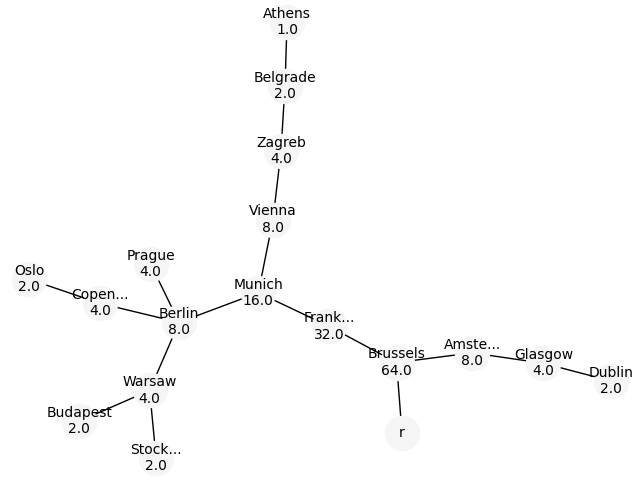 Athens
1.0
Belgrade
2.0
Zagreb
4.0
Vienna
8.0
Prague
4.0
Oslo
2.0
Copen...
4.0
Munich
16.0
Berlin
8.0
Frank...
32.0
Brussels
64.0
Amste...
8.0
Glasgow
4.0
Dublin
2.0
Warsaw
4.0
Budapest
2.0
r
Stock...
2.0